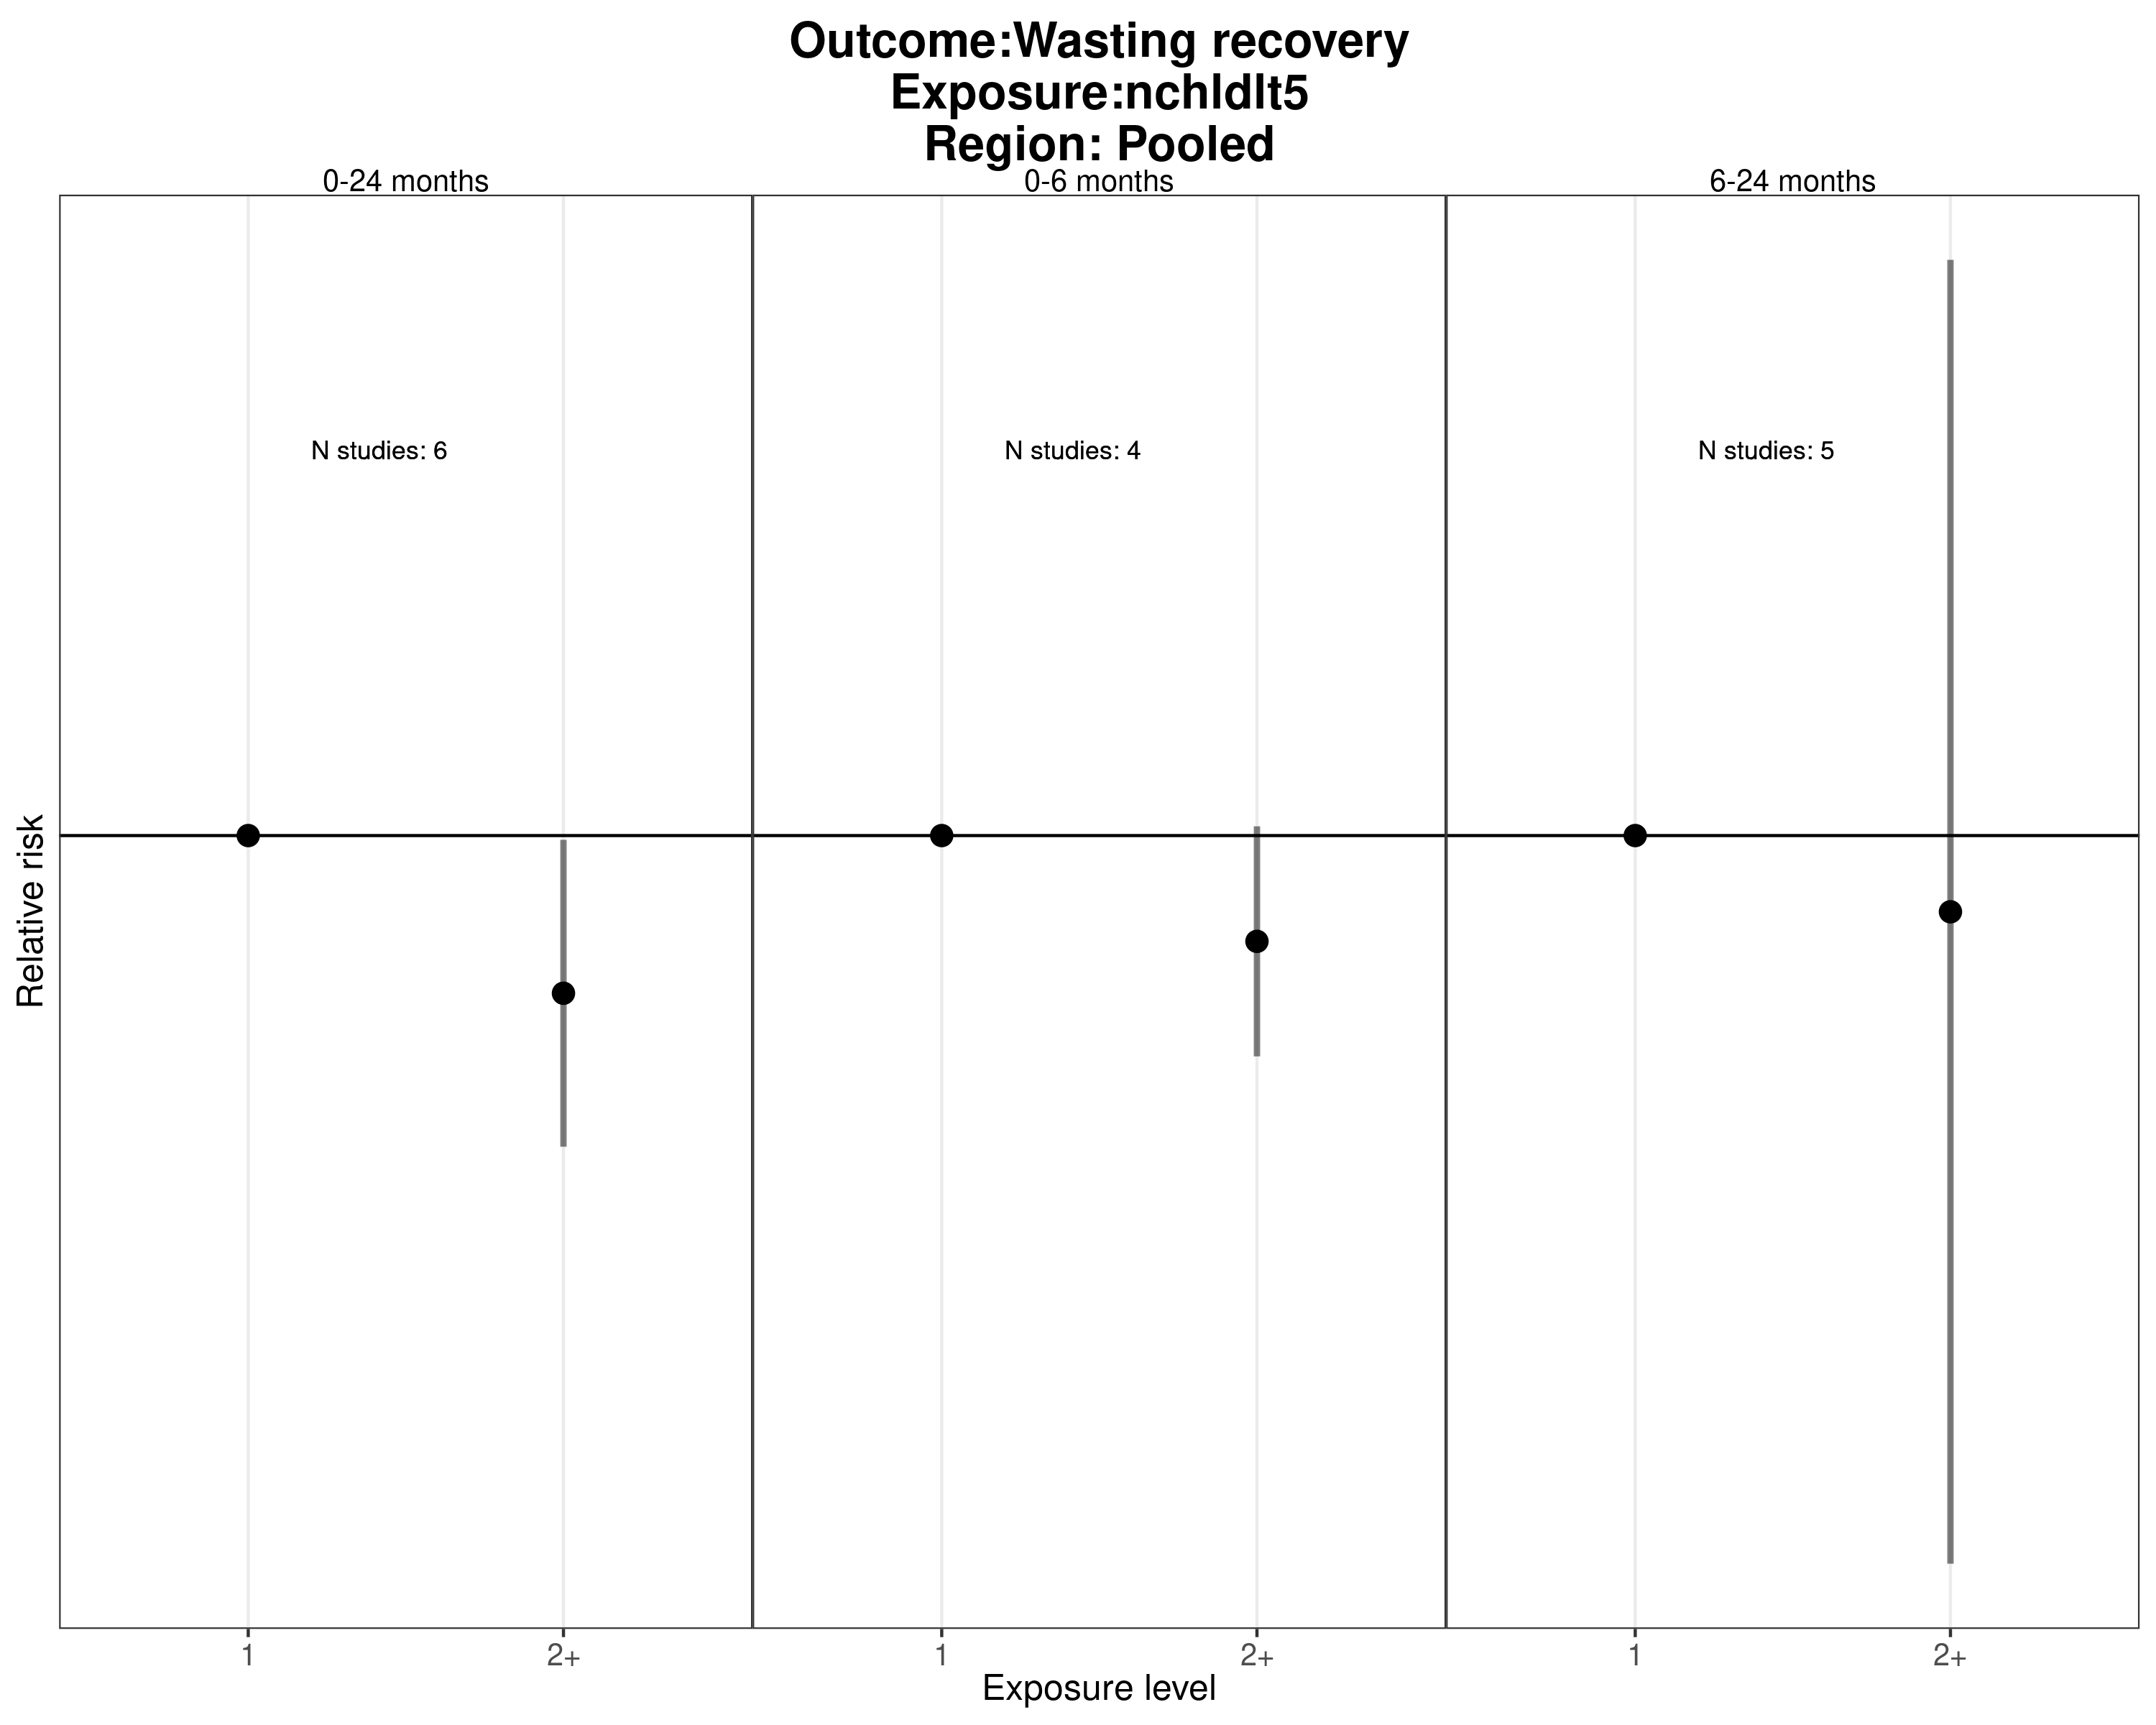 Outcome:Wasting recovery
Exposure:nchldlt5
Region: Pooled
0-24 months
0-6 months
6-24 months
N studies: 6
N studies: 4
N studies: 5
Relative risk
1
2+
1
2+
1
2+
Exposure level